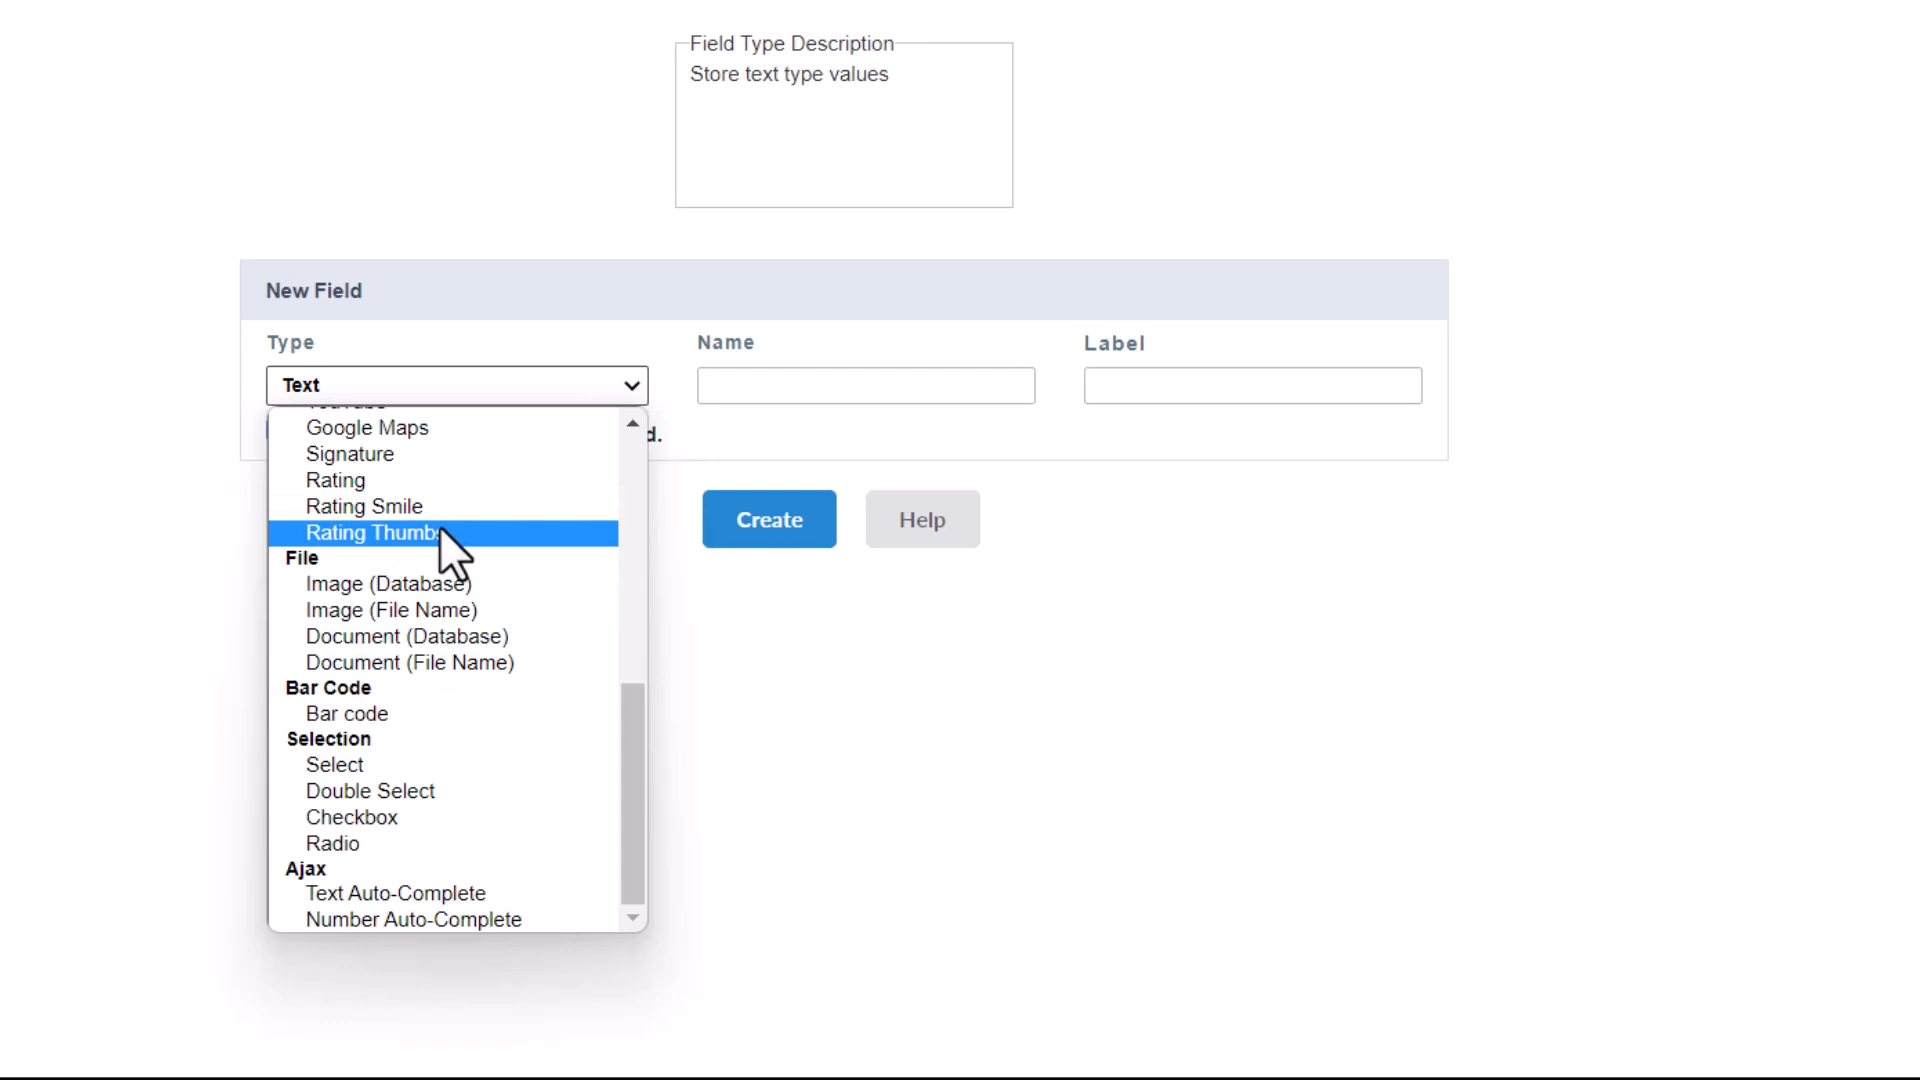 Field Type Description
Store text type values
New Field
Type
Name
Label
Text
Google Maps
d.
Signature
Rating
Rating Smile
Rating Thumbs
File
Image (Database)
Image (File Name)
Document (Database)
Document (File Name)
Bar Code
Bar code
Selection
Select
Double Select
Checkbox
Radio
Ajax
Text Auto-Complete
Number Auto-Complete
Create
Help